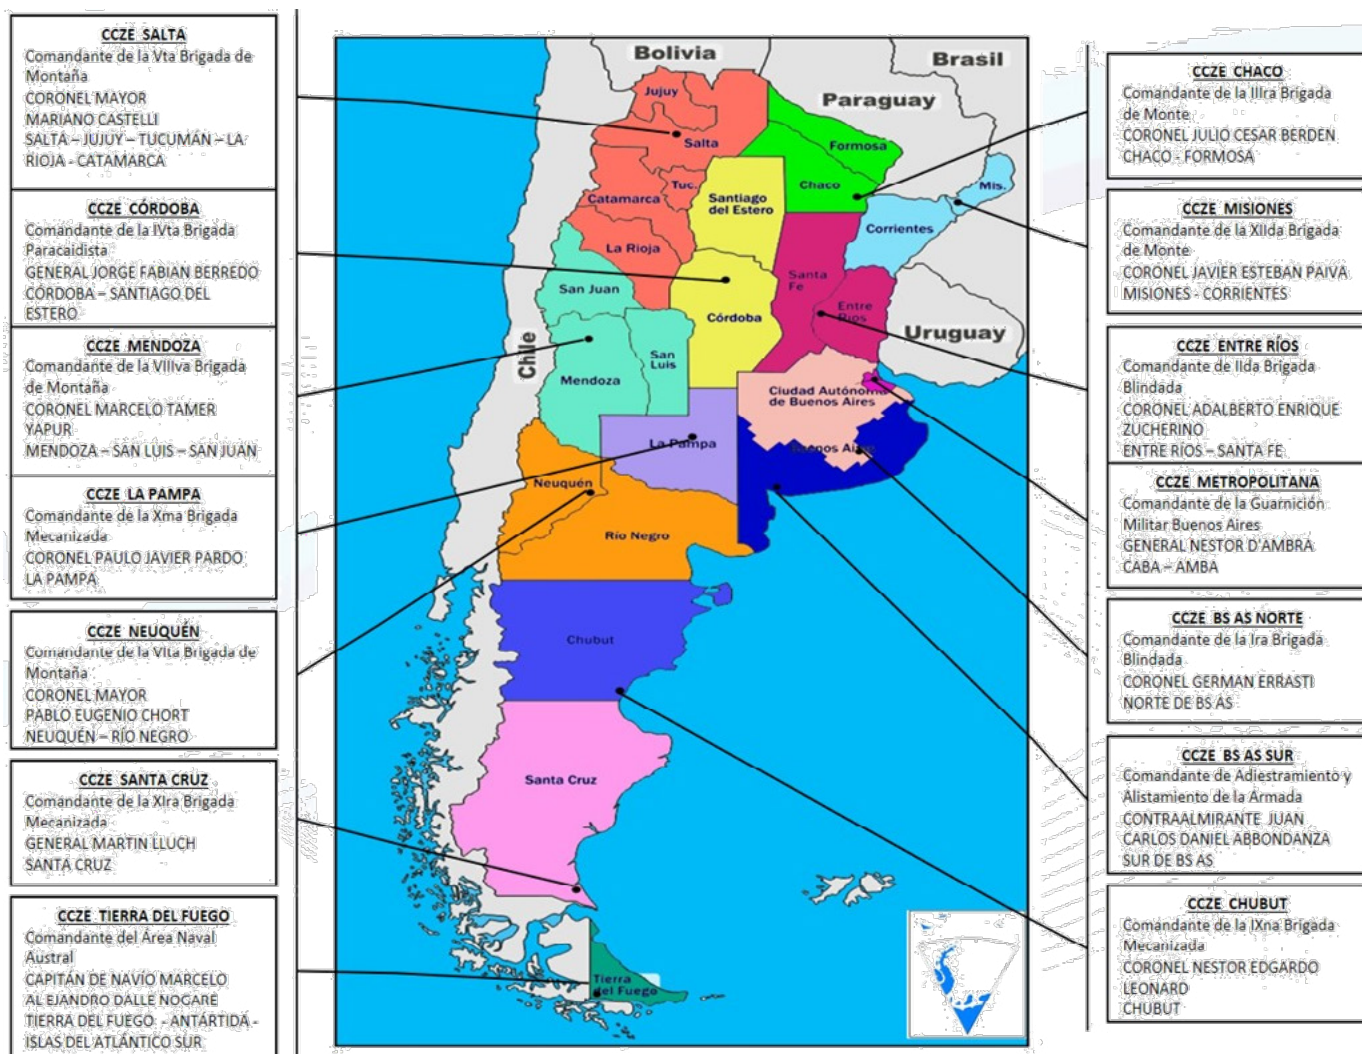 CCZE SALTA
Comandante de la Vta Brigada de
Montaña
CORONEL MAYOR
MARIANO CASTELLI
SALTA – JUJUY – TUCUMÁN – LA
RIOJA - CATAMARCA
CCZE CÓRDOBA
Comandante de la IVta Brigada
Paracaidista
GENERAL JORGE FABIAN BERREDO
CÓRDOBA – SANTIAGO DEL
ESTERO
CCZE MENDOZA
Comandante de la VIIIva Brigada
de Montaña
CORONEL MARCELO TAMER
YAPUR
MENDOZA – SAN LUIS – SAN JUAN
CCZE LA PAMPA
Comandante de la Xma Brigada
Mecanizada
CORONEL PAULO JAVIER PARDO
LA PAMPA
CCZE NEUQUÉN
Comandante de la VIta Brigada de
Montaña
CORONEL MAYOR
PABLO EUGENIO CHORT
NEUQUÉN – RÍO NEGRO
CCZE SANTA CRUZ
Comandante de la XIra Brigada
Mecanizada
GENERAL MARTIN LLUCH
SANTA CRUZ
CCZE TIERRA DEL FUEGO
Comandante del Área Naval
Austral
CAPITÁN DE NAVÍO MARCELO
ALEJANDRO DALLE NOGARE
TIERRA DEL FUEGO - ANTÁRTIDA -
ISLAS DEL ATLÁNTICO SUR
Bolivia
Brasil
Paraguay
Jujuy
Salta
Formosa
Chaco
Mis.
Tuc.
Catamarca
Santiago
del Estero
Corrientes
La Rioja
Santa
Fe
San Juan
Entre
Ríos
Córdoba
Uruguay
Chile
San
Luis
Mendoza
Ciudad Autónoma
de Buenos Aires
La Pampa
Buenos Aires
Neuquén
Río Negro
Chubut
Santa Cruz
Tierra
del Fuego
CCZE CHACO
Comandante de la IIIra Brigada
de Monte
CORONEL JULIO CESAR BERDEN
CHACO - FORMOSA
CCZE MISIONES
Comandante de la XIIda Brigada
de Monte
CORONEL JAVIER ESTEBAN PAIVA
MISIONES - CORRIENTES
CCZE ENTRE RÍOS
Comandante de IIda Brigada
Blindada
CORONEL ADALBERTO ENRIQUE
ZUCHERINO
ENTRE RÍOS – SANTA FE
CCZE METROPOLITANA
Comandante de la Guarnición
Militar Buenos Aires
GENERAL NESTOR D'AMBRA
CABA – AMBA
CCZE BS AS NORTE
Comandante de la Ira Brigada
Blindada
CORONEL GERMAN ERRASTI
NORTE DE BS AS
CCZE BS AS SUR
Comandante de Adiestramiento y
Alistamiento de la Armada
CONTRAALMIRANTE JUAN
CARLOS DANIEL ABBONDANZA
SUR DE BS AS
CCZE CHUBUT
Comandante de la IXna Brigada
Mecanizada
CORONEL NESTOR EDGARDO
LEONARD
CHUBUT